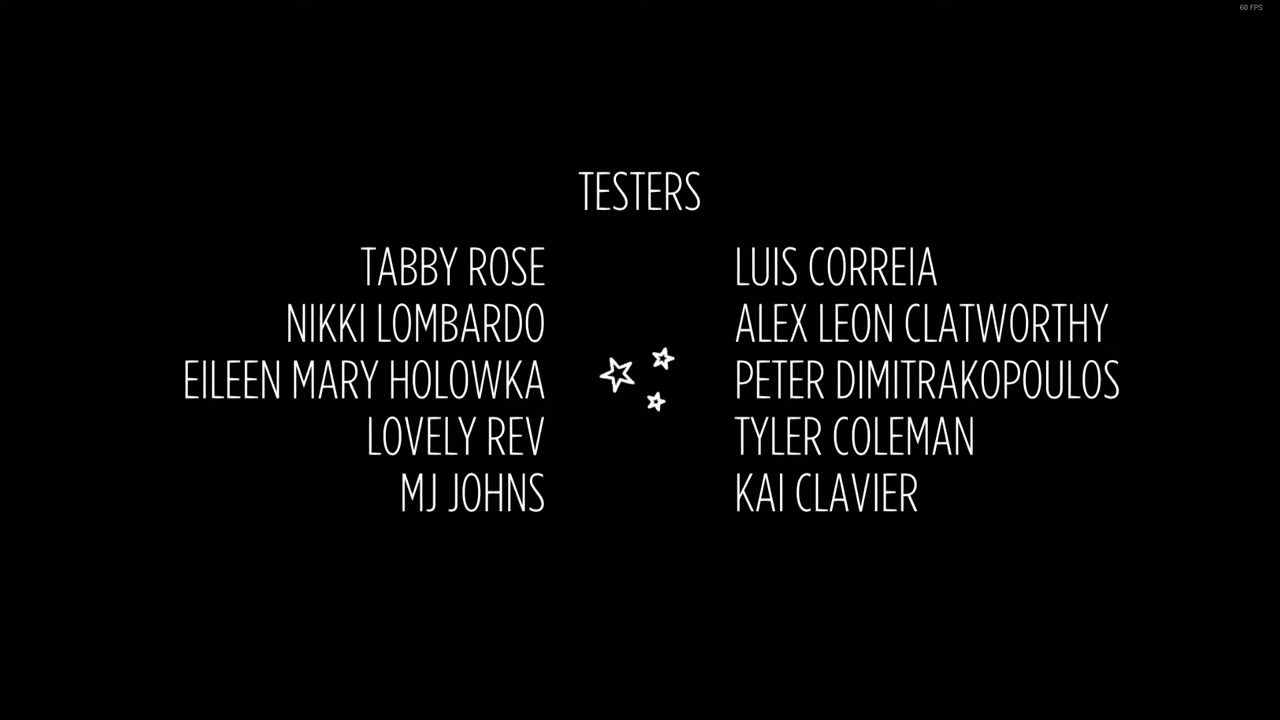 60 FPS
TESTERS
TABBY ROSE
NIKKI LOMBARDO
EILEEN MARY HOLOWKA
LOVELY REV
MJ JOHNS
LUIS CORREIA
ALEX LEON CLATWORTHY
PETER DIMITRAKOPOULOS
TYLER COLEMAN
KAI CLAVIER